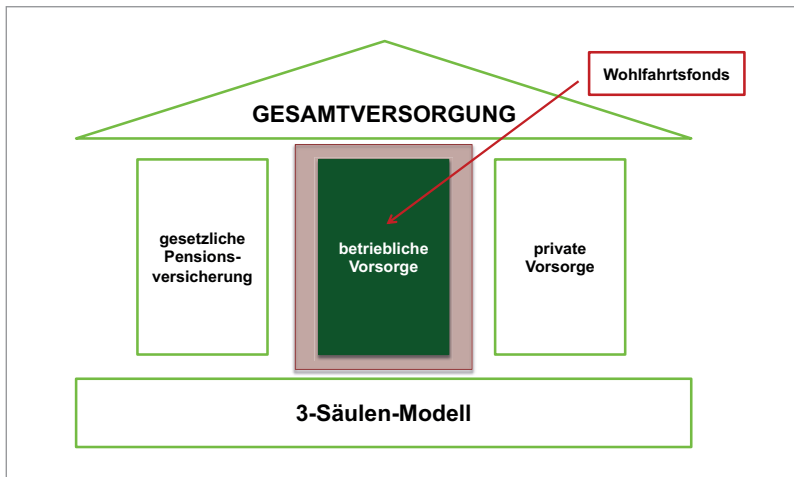 Wohlfahrtsfonds
GESAMTVERSORGUNG
gesetzliche
Pensions-
versicherung
betriebliche
Vorsorge
private
Vorsorge
3-Säulen-Modell